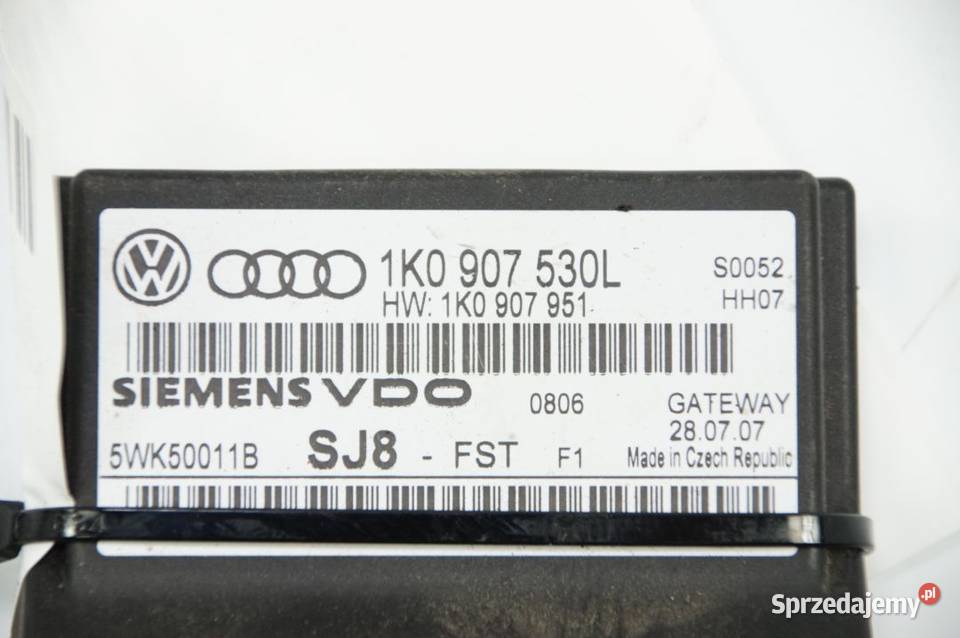 1K0 907 530L S0052
HW: 1K0 907 951 HH07
SIEMENS VDO 0806 GATEWAY
28.07.07
5WK50011B SJ8 - FST F1 Made in Czech Republic
Sprzedajemy.pl